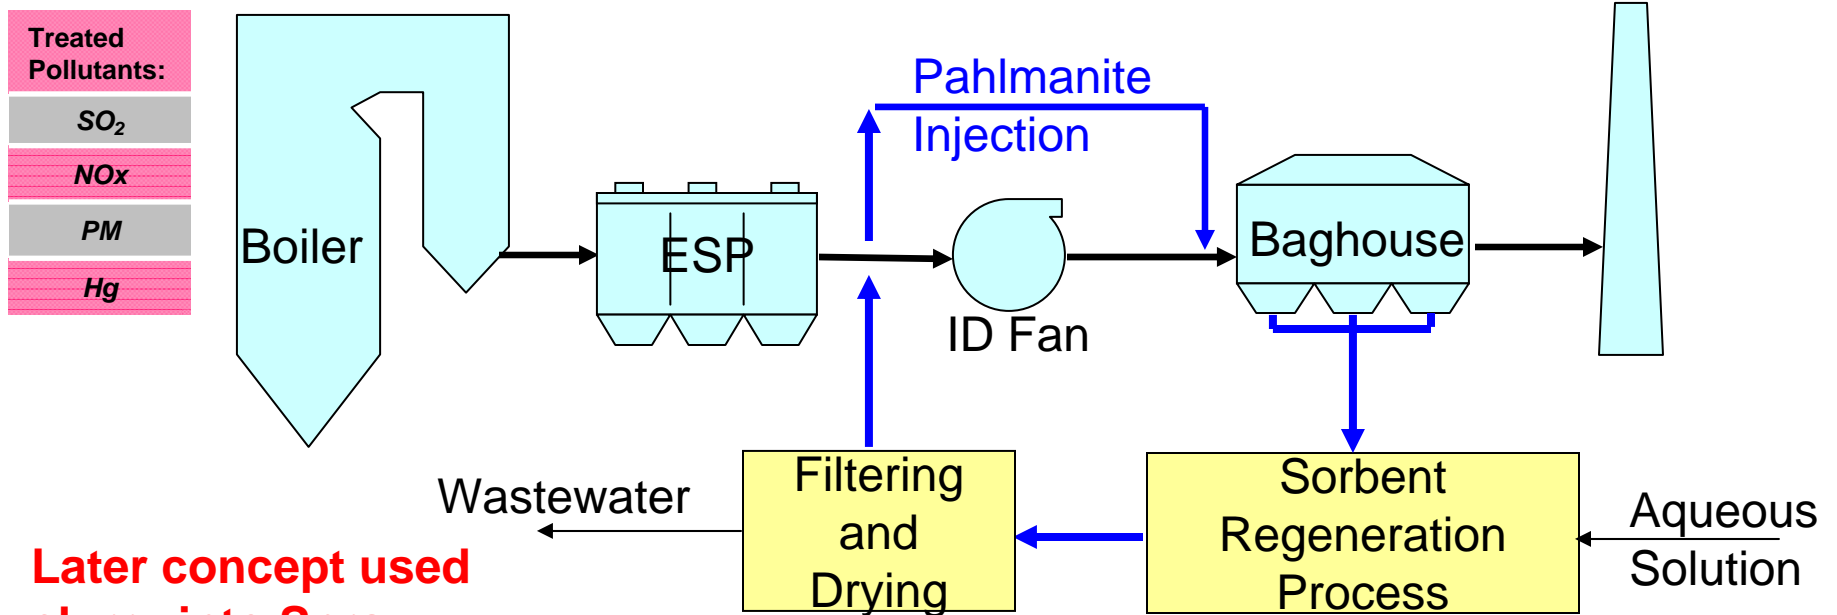 Treated
Pollutants:
SO2
NOx
PM
Hg
Boiler
ESP
Pahlmanite
Injection
ID Fan
Baghouse
Wastewater
Filtering
and
Drying
Sorbent
Regeneration
Process
Aqueous
Solution
Later concept used